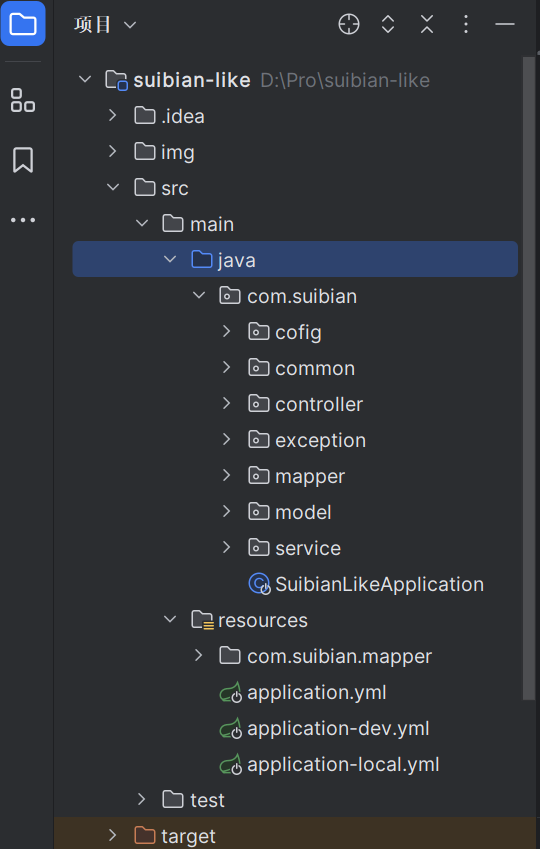 项目
suibian-like D:\Pro\suibian-like
.idea
img
src
main
java
com.suibian
cofig
common
controller
exception
mapper
model
service
SuibianLikeApplication
resources
com.suibian.mapper
application.yml
application-dev.yml
application-local.yml
test
target